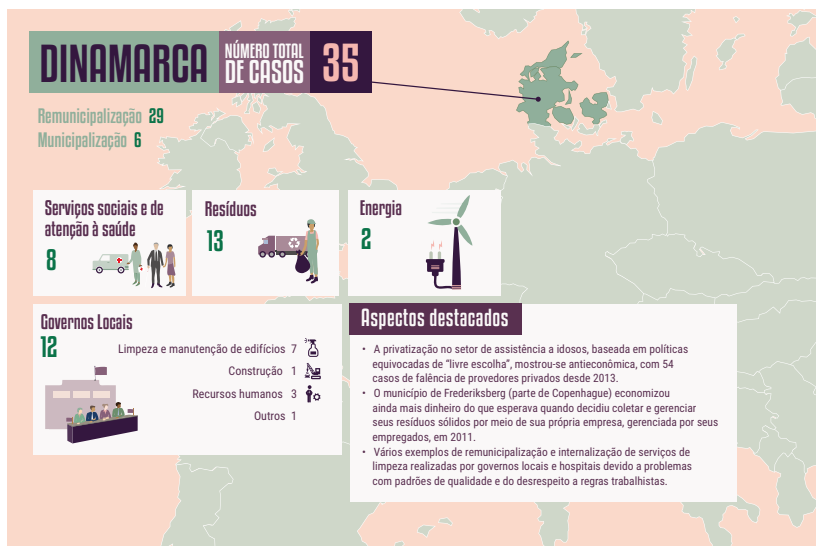 DINAMARCA
NÚMERO TOTAL
DE CASOS
35
Remunicipalização 29
Municipalização 6
Serviços sociais e de
atenção à saúde
8
Resíduos
13
Energia
2
Governos Locais
12
Limpeza e manutenção de edifícios 7
Construção 1
Recursos humanos 3
Outros 1
Aspectos destacados
• A privatização no setor de assistência a idosos, baseada em políticas
equivocadas de “livre escolha”, mostrou-se antieconômica, com 54
casos de falência de provedores privados desde 2013.
• O município de Frederiksberg (parte de Copenhague) economizou
ainda mais dinheiro do que esperava quando decidiu coletar e gerenciar
seus resíduos sólidos por meio de sua própria empresa, gerenciada por seus
empregados, em 2011.
• Vários exemplos de remunicipalização e internalização de serviços de
limpeza realizadas por governos locais e hospitais devido a problemas
com padrões de qualidade e do desrespeito a regras trabalhistas.